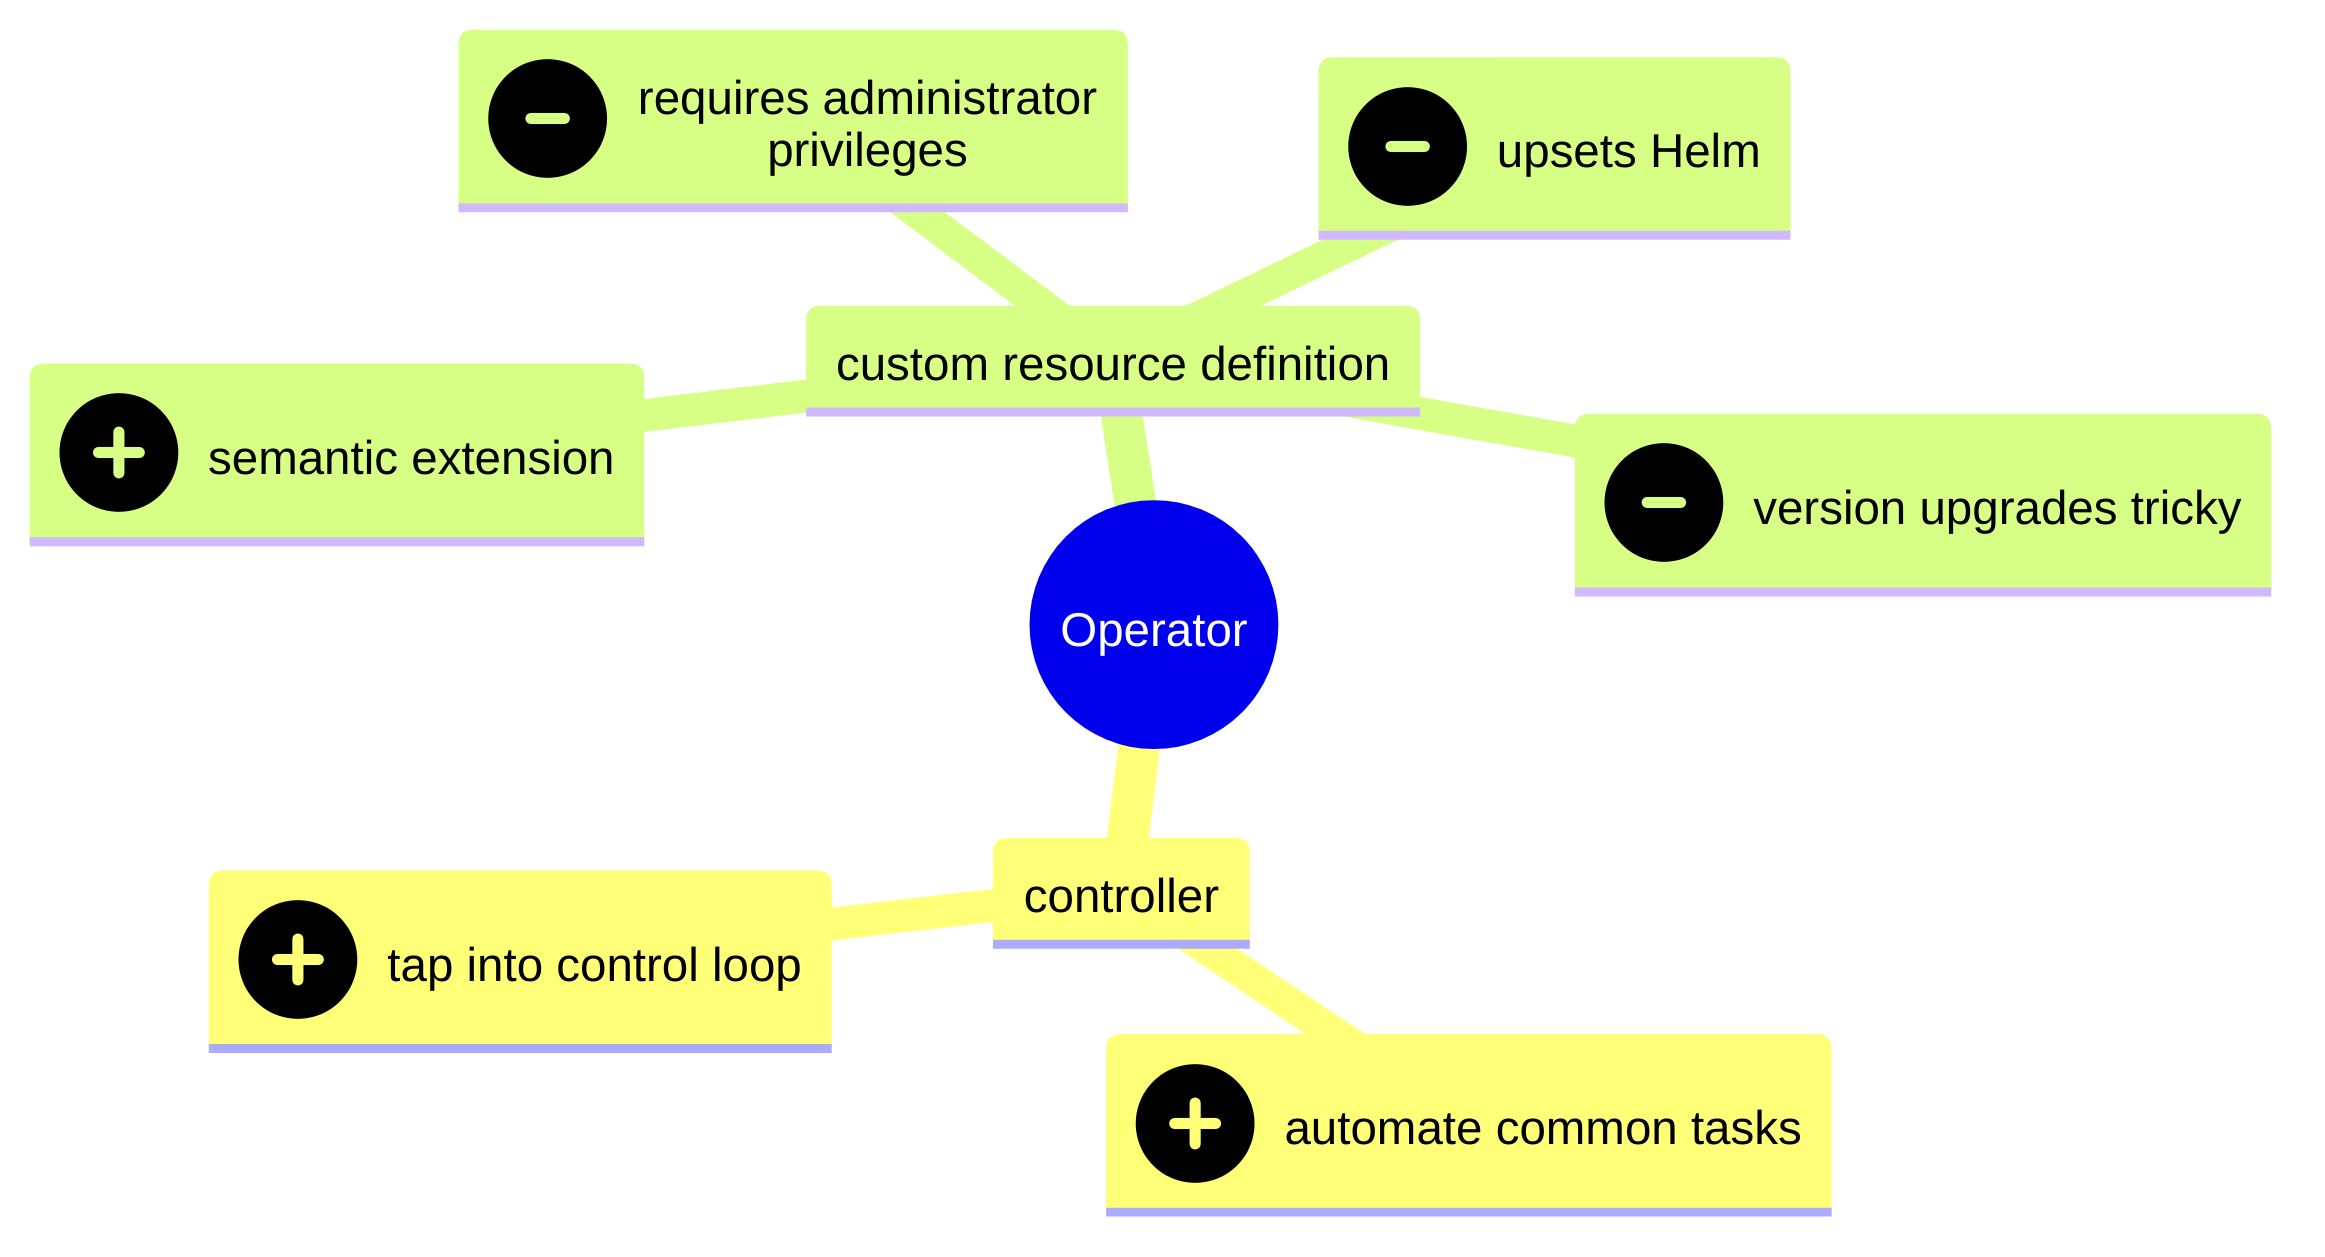 requires administrator
privileges
upsets Helm
custom resource definition
semantic extension
version upgrades tricky
Operator
controller
tap into control loop
automate common tasks